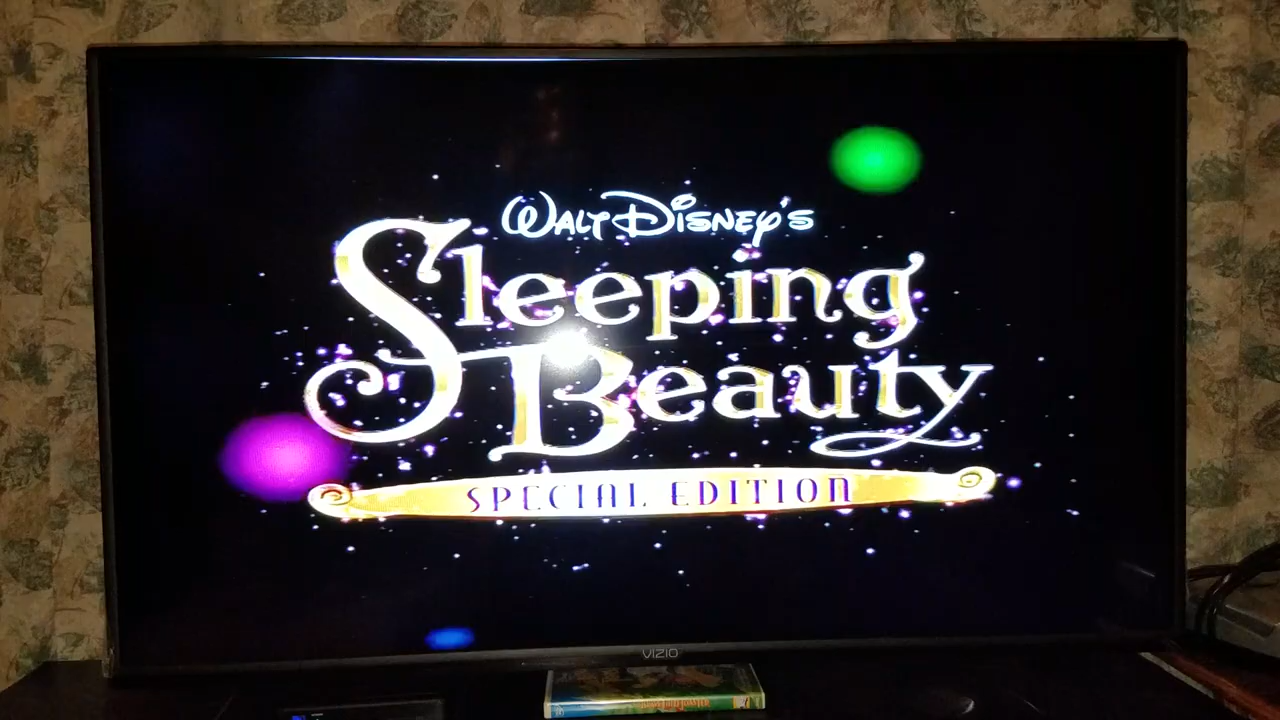 Walt Disney's
Sleeping
Beauty
SPECIAL EDITION
VIZIO